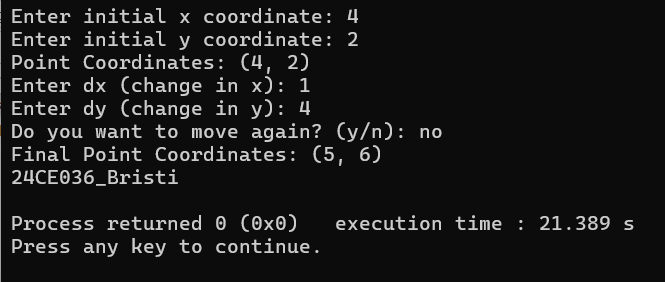 Enter initial x coordinate: 4
Enter initial y coordinate: 2
Point Coordinates: (4, 2)
Enter dx (change in x): 1
Enter dy (change in y): 4
Do you want to move again? (y/n): no
Final Point Coordinates: (5, 6)
24CE036_Bristi
Process returned 0 (0x0)   execution time : 21.389 s
Press any key to continue.